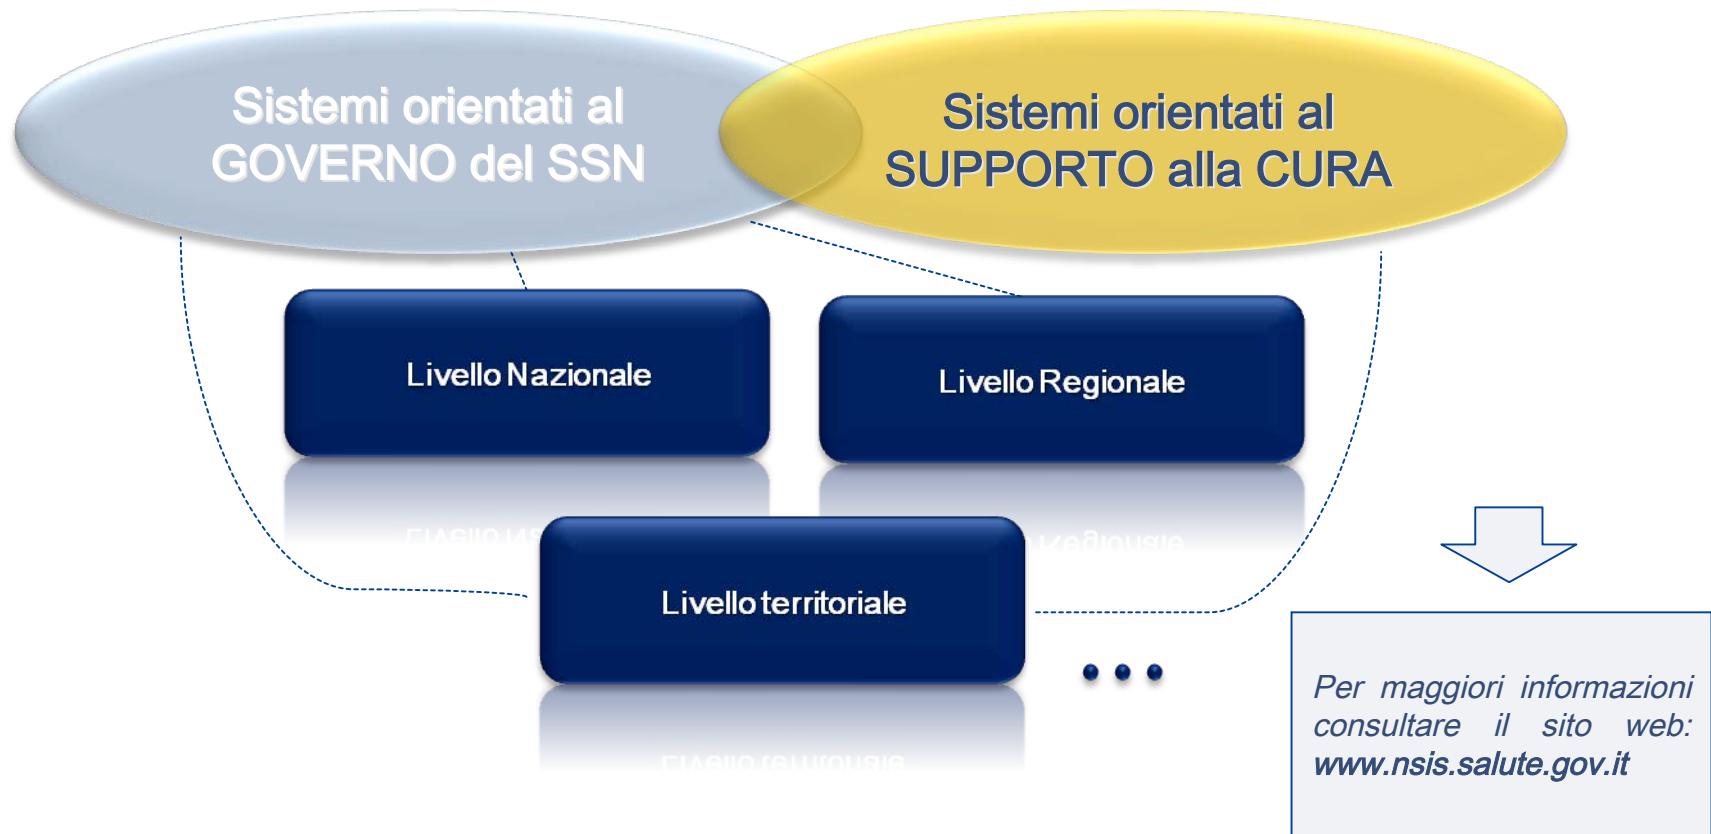 Sistemi orientati al
GOVERNO del SSN
Sistemi orientati al
SUPPORTO alla CURA
Livello Nazionale
Livello Regionale
Livello territoriale
Per maggiori informazioni
consultare il sito web:
www.nsis.salute.gov.it